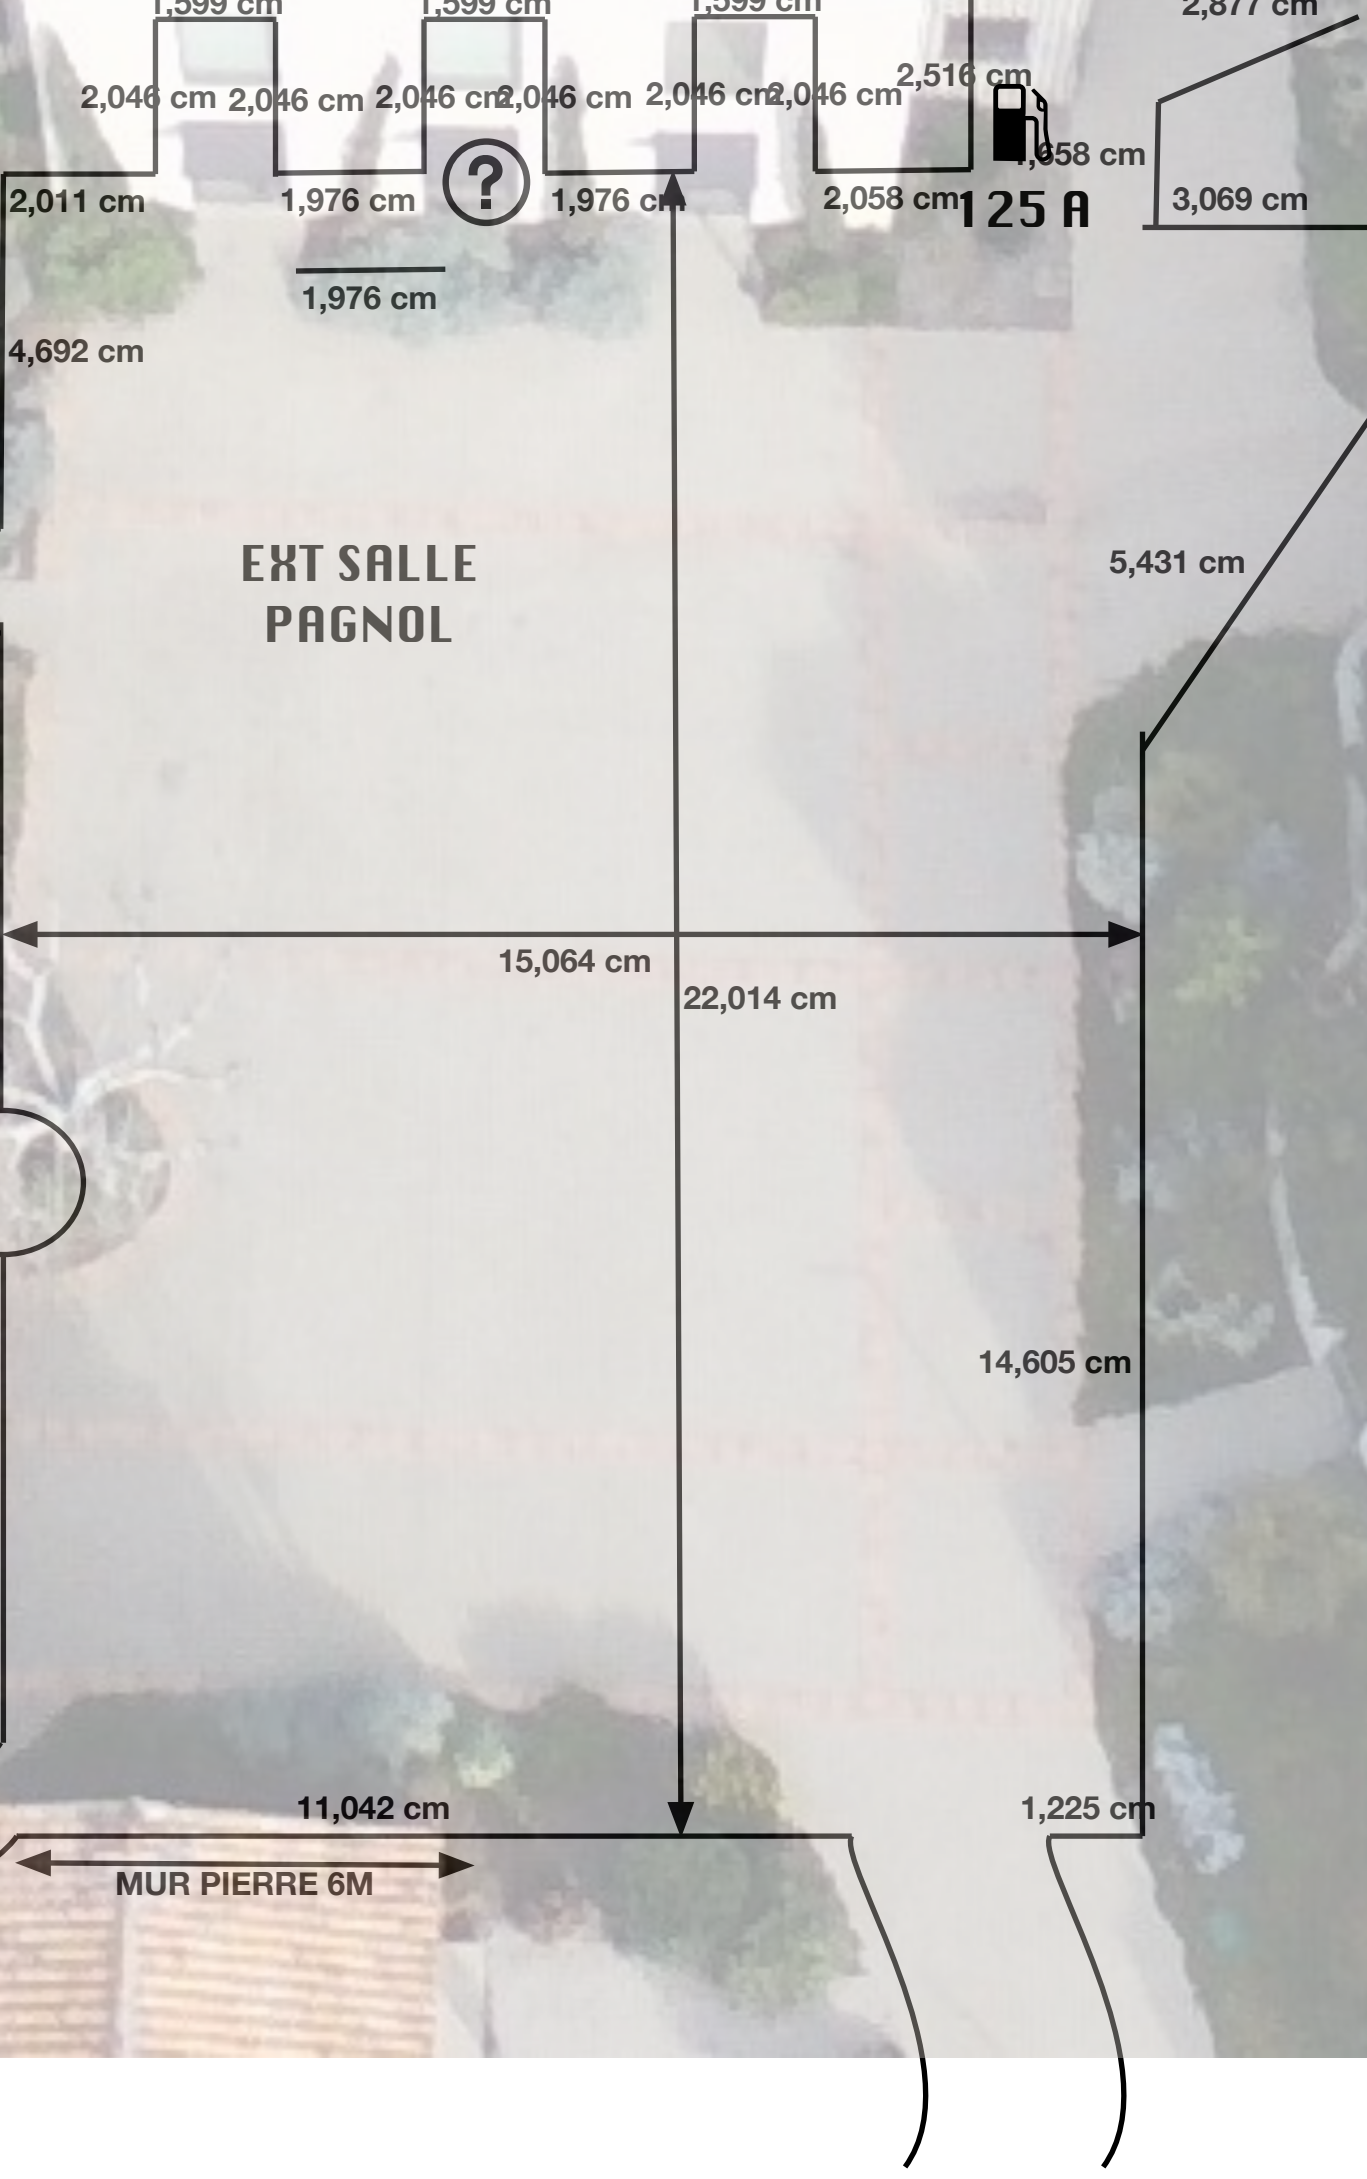 1,599 cm
1,599 cm
1,599 cm
2,877 cm
2,046 cm
2,046 cm
2,046 cm
2,046 cm
2,046 cm
2,046 cm
2,516 cm
1,658 cm
?
2,011 cm
1,976 cm
1,976 cm
2,058 cm
125 A
3,069 cm
1,976 cm
4,692 cm
EXT SALLE
PAGNOL
5,431 cm
15,064 cm
22,014 cm
14,605 cm
11,042 cm
1,225 cm
MUR PIERRE 6M